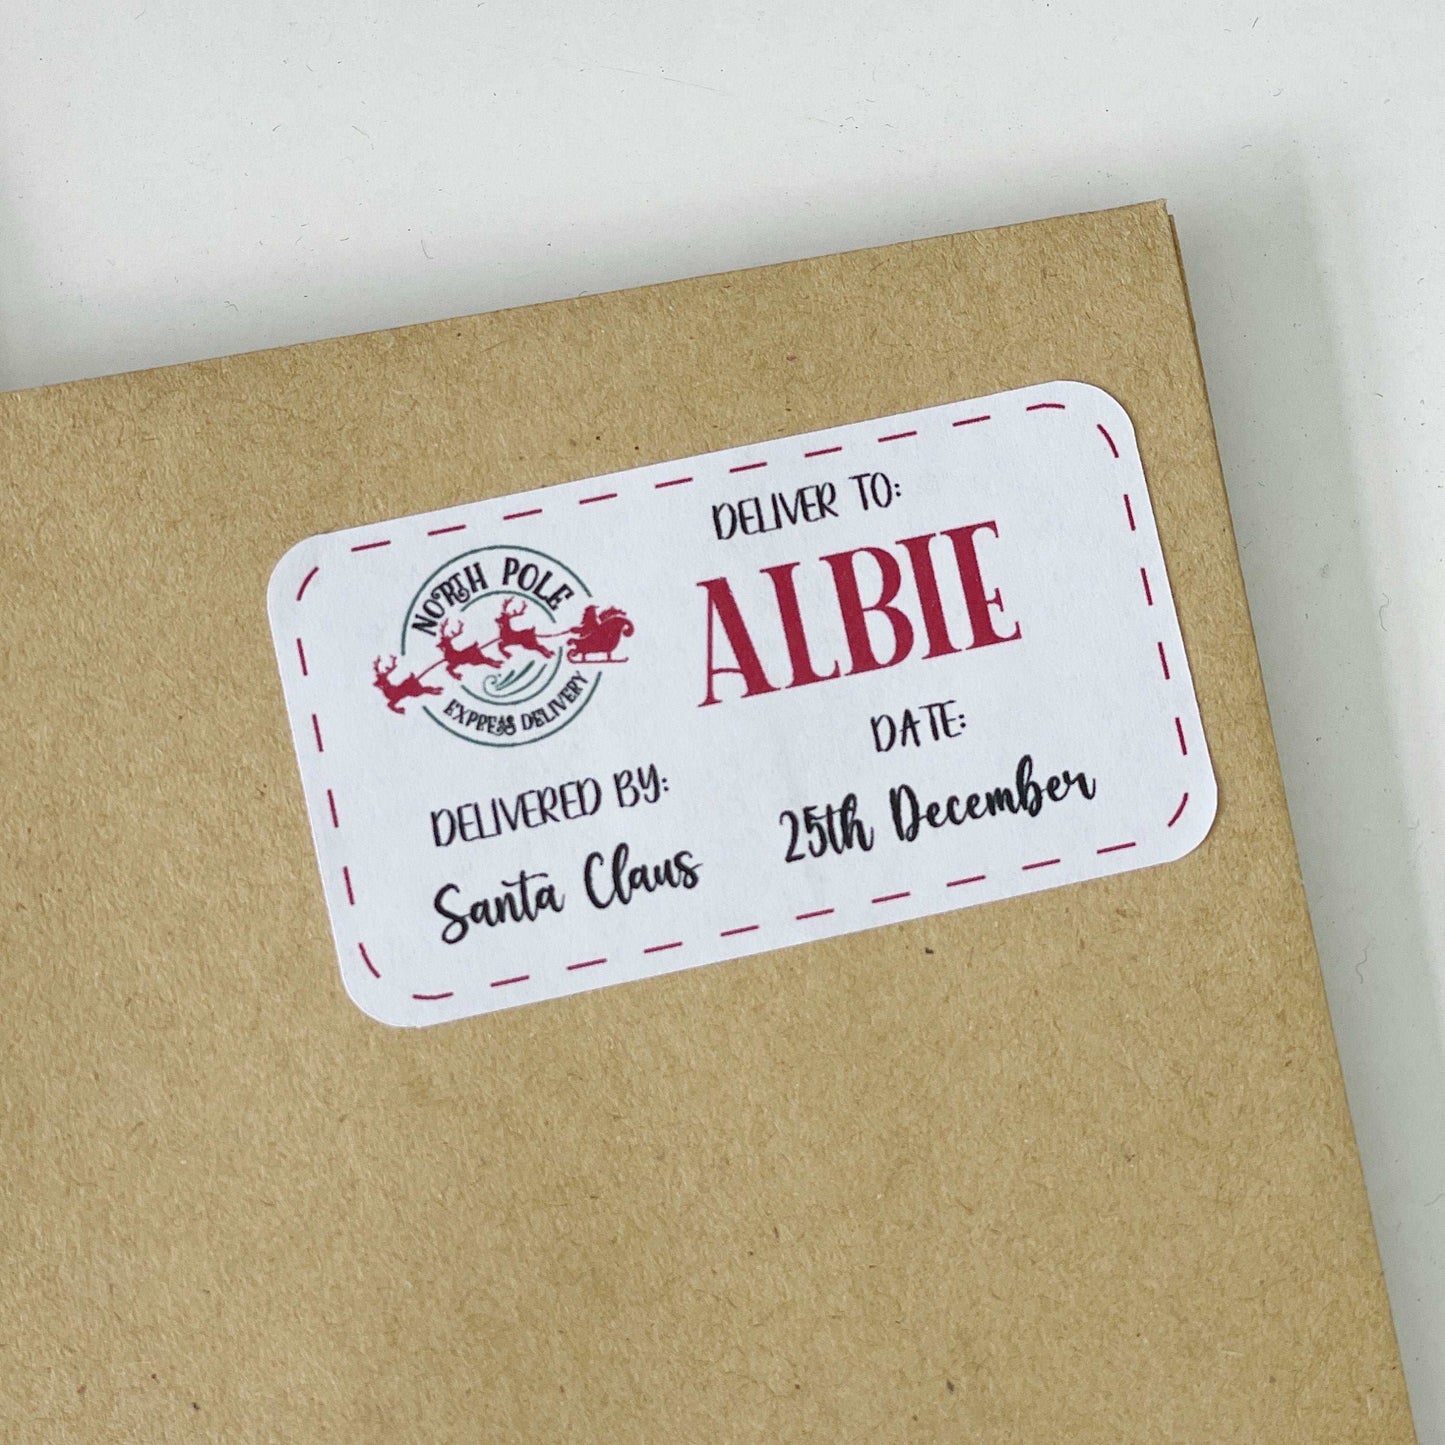 NORTH POLE
EXPRESS DELIVERY
DELIVER TO:
ALBIE
DELIVERED BY:
Santa Claus
DATE:
25th December